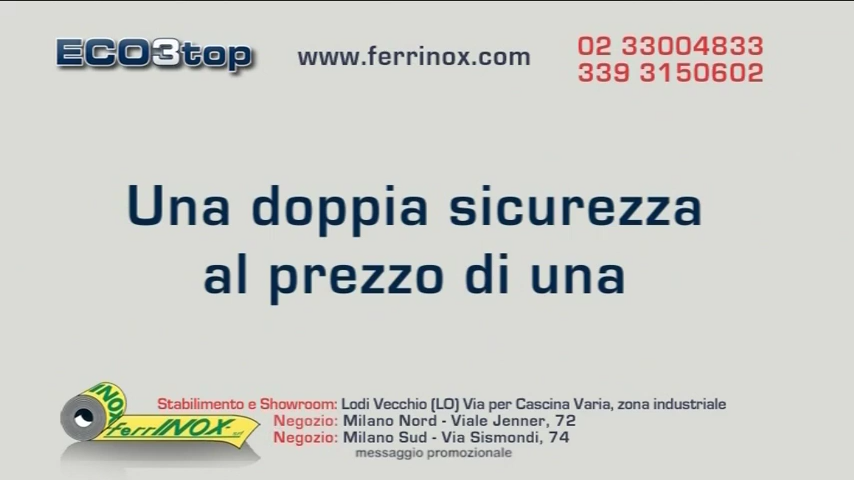 ECO3top
www.ferrinox.com
02 33004833
339 3150602
Una doppia sicurezza
al prezzo di una
INOX
ferrINOX srl
Stabilimento e Showroom: Lodi Vecchio (LO) Via per Cascina Varia, zona industriale
Negozio: Milano Nord - Viale Jenner, 72
Negozio: Milano Sud - Via Sismondi, 74
messaggio promozionale